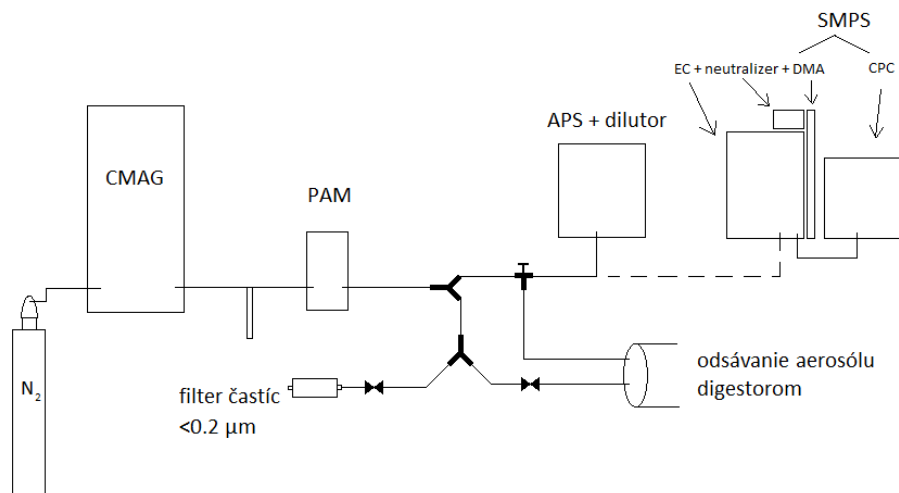 SMPS
EC + neutralizer + DMA
CPC
APS + dilutor
CMAG
PAM
N2
filter častíc
<0.2 μm
odsávanie aerosólu
digestorom